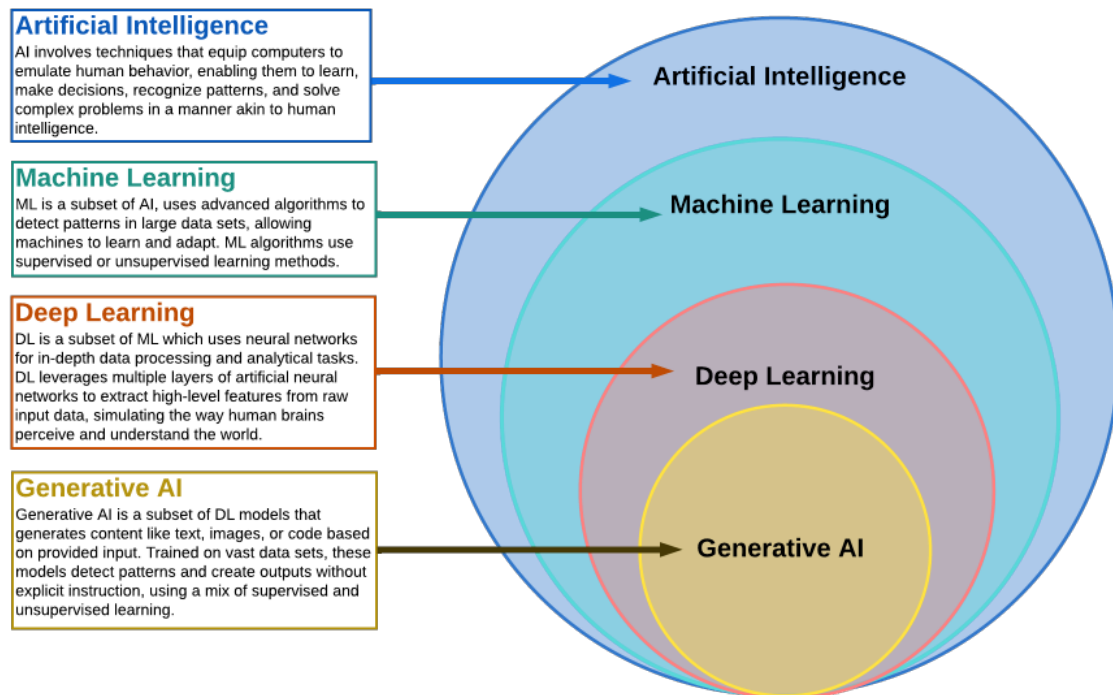 Artificial Intelligence
AI involves techniques that equip computers to
emulate human behavior, enabling them to learn,
make decisions, recognize patterns, and solve
complex problems in a manner akin to human
intelligence.
Machine Learning
ML is a subset of AI, uses advanced algorithms to
detect patterns in large data sets, allowing
machines to learn and adapt. ML algorithms use
supervised or unsupervised learning methods.
Deep Learning
DL is a subset of ML which uses neural networks
for in-depth data processing and analytical tasks.
DL leverages multiple layers of artificial neural
networks to extract high-level features from raw
input data, simulating the way human brains
perceive and understand the world.
Generative AI
Generative AI is a subset of DL models that
generates content like text, images, or code based
on provided input. Trained on vast data sets, these
models detect patterns and create outputs without
explicit instruction, using a mix of supervised and
unsupervised learning.
Artificial Intelligence
Machine Learning
Deep Learning
Generative AI